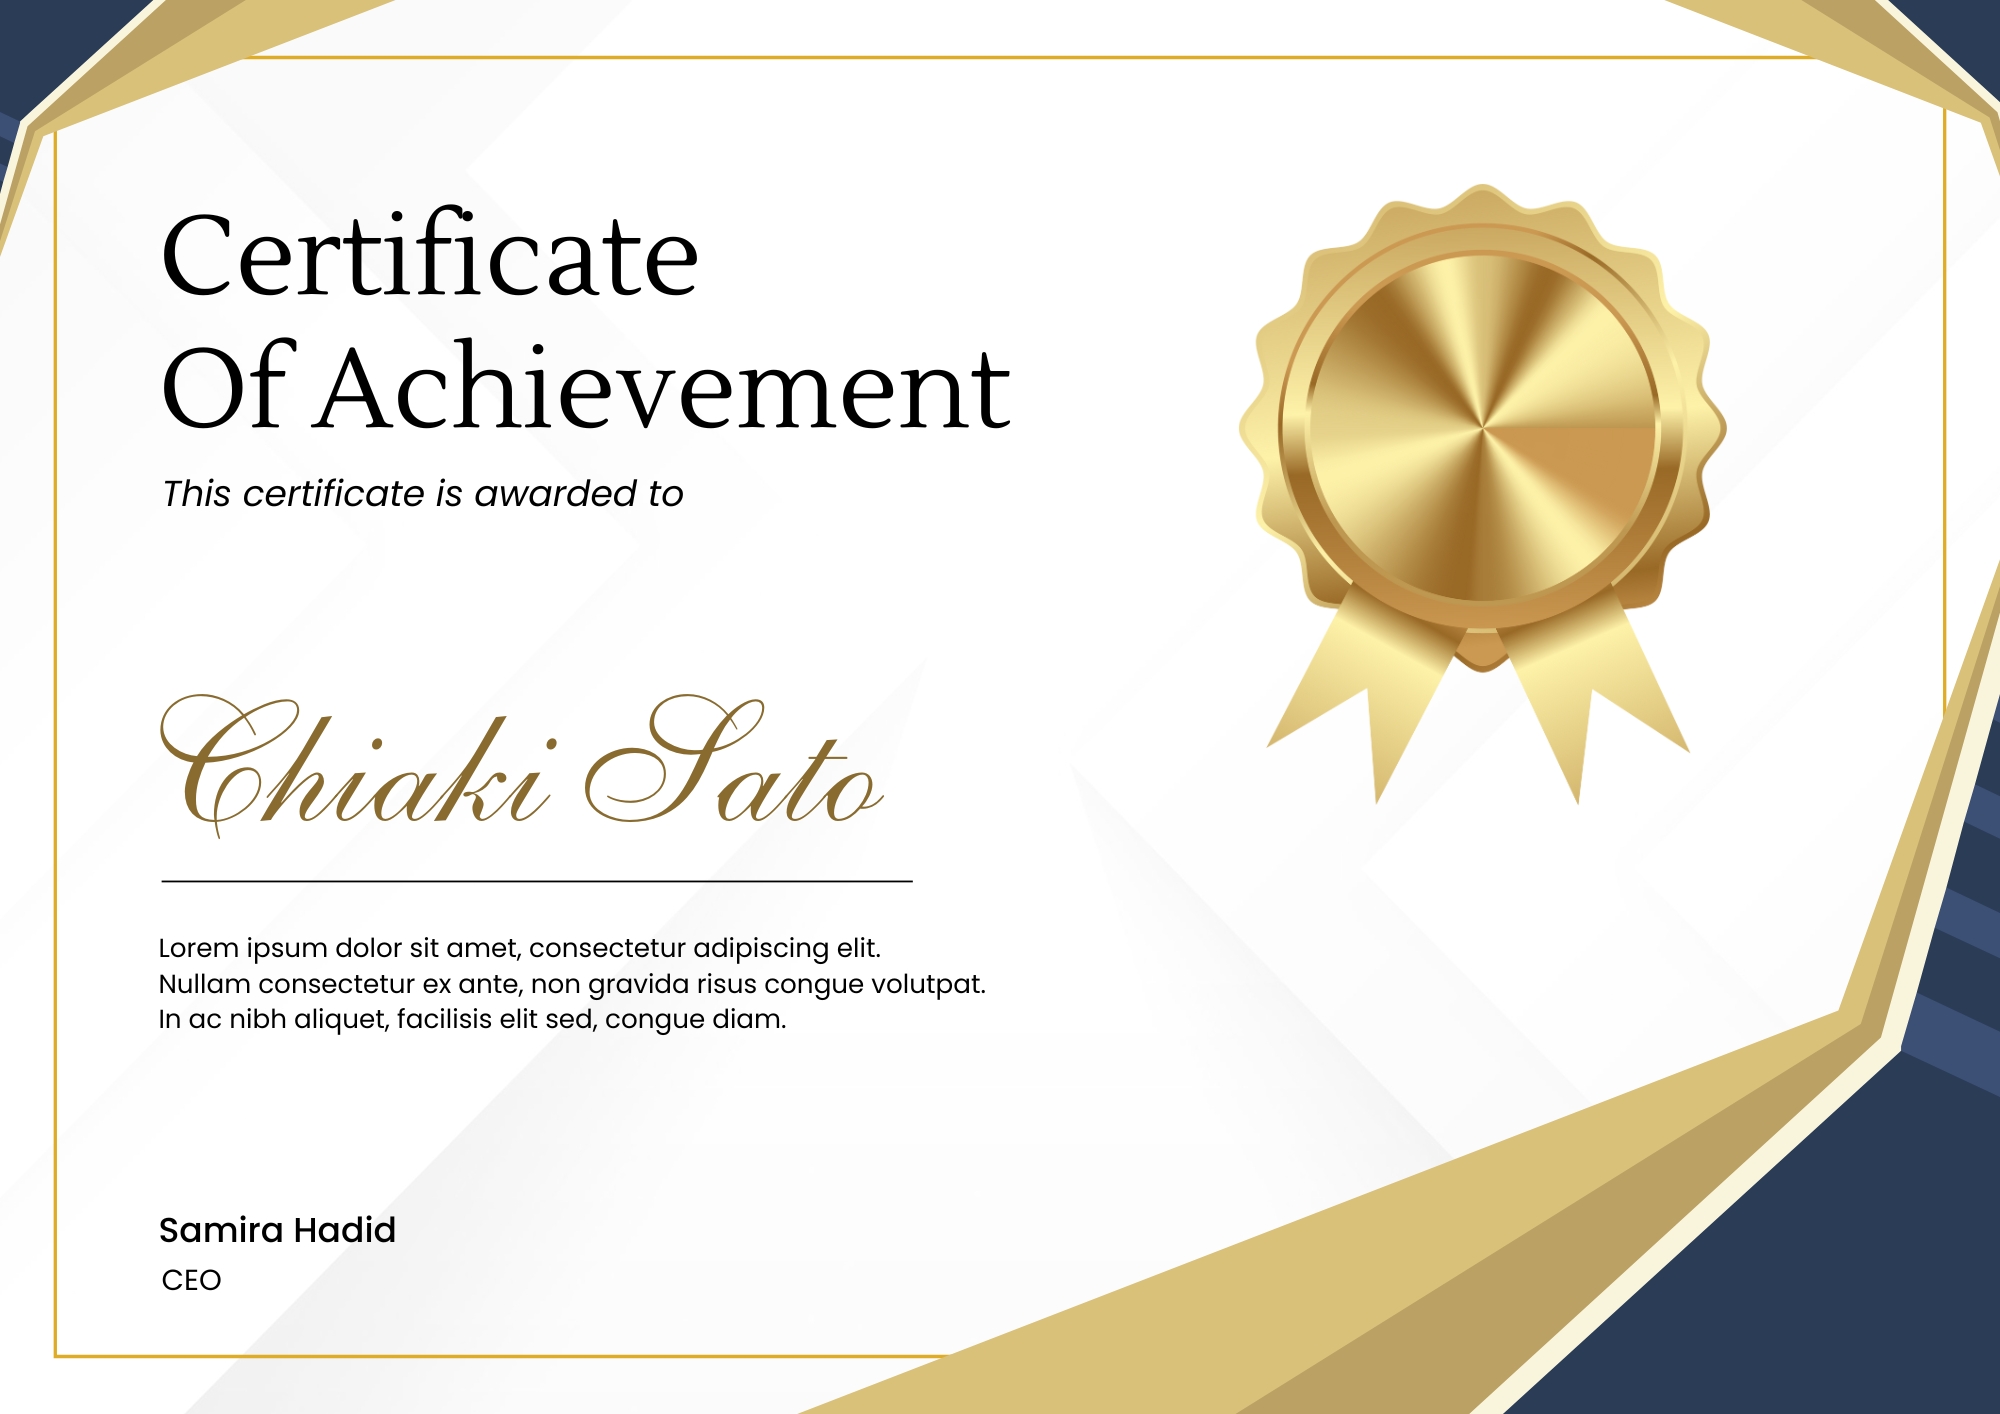 Certificate
Of Achievement
This certificate is awarded to
Chiaki Sato
Lorem ipsum dolor sit amet, consectetur adipiscing elit.
Nullam consectetur ex ante, non gravida risus congue volutpat.
In ac nibh aliquet, facilisis elit sed, congue diam.
Samira Hadid
CEO